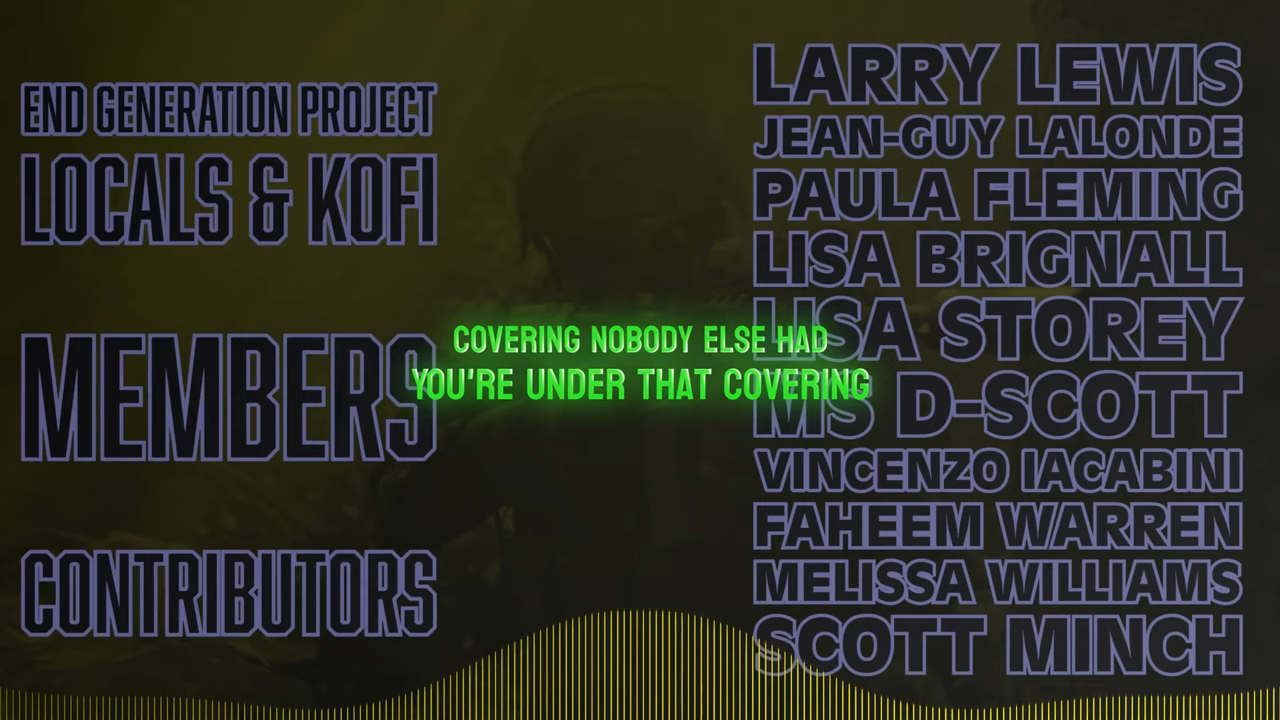 END GENERATION PROJECT
LOCALS & KOFI
MEMBERS
CONTRIBUTORS
COVERING NOBODY ELSE HAD
YOU'RE UNDER THAT COVERING
LARRY LEWIS
JEAN-GUY LALONDE
PAULA FLEMING
LISA BRIGNALL
LISA STOREY
MS D-SCOTT
VINCENZO IACABINI
FAHEEM WARREN
MELISSA WILLIAMS
SCOTT MINCH